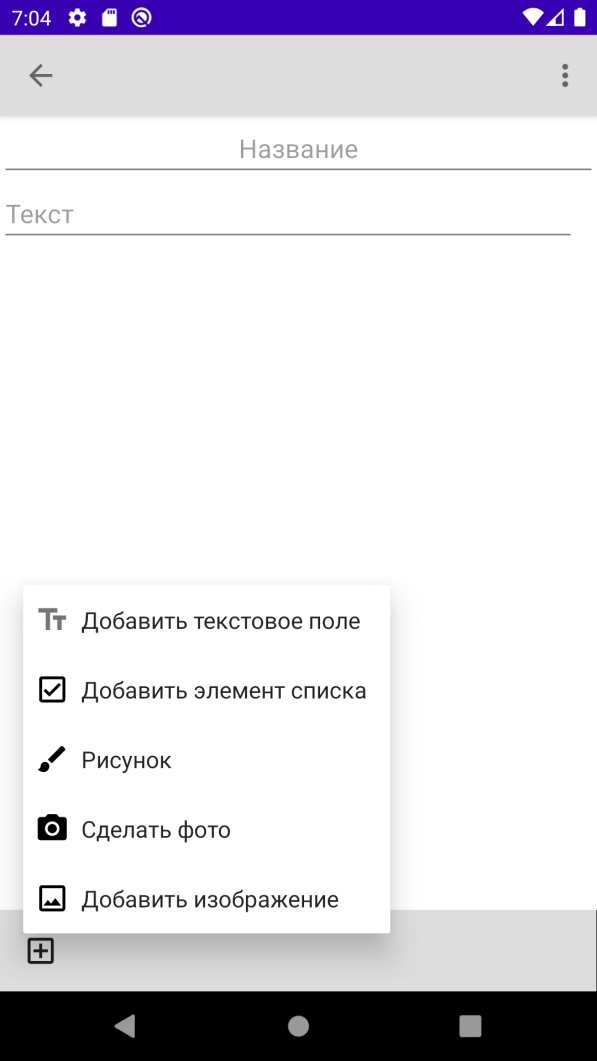 7:04
Название
Текст
Добавить текстовое поле
Добавить элемент списка
Рисунок
Сделать фото
Добавить изображение